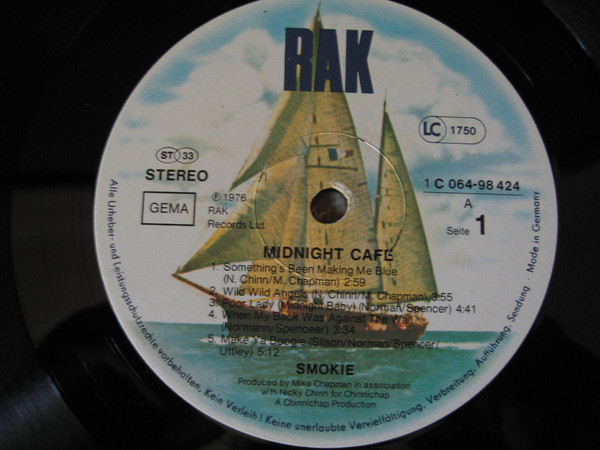 RAK
LC 1750
ST 33
STEREO
GEMA
℗ 1976
RAK
Records Ltd.
1 C 064-98 424
A
Seite 1
MIDNIGHT CAFE
1. Something's Been Making Me Blue
(N. Chinn/M. Chapman) 2:59
2. Wild Wild Angels (N. Chinn/M. Chapman) 3:55
3. Poor Lady (Midnight Baby) (Norman/Spencer) 4:41
4. When My Back Was Against The Wall
(Normann/Spenceer) 3:34
5. Make Ya Boogie (Silson/Norman/Spencer/
Uttley) 5:12
SMOKIE
Produced by Mike Chapman in association
with Nicky Chinn for Chinnichap
A Chinnichap Production
Alle Urheber- und Leistungsschutzrechte vorbehalten. Kein Verleih! Keine unerlaubte Vervielfältigung, Verbreitung, Aufführung, Sendung · Made in Germany